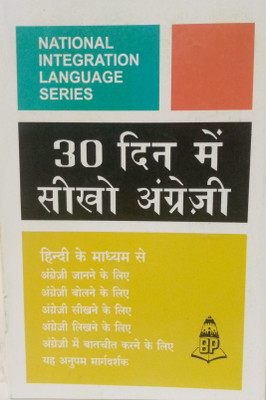 NATIONAL
INTEGRATION
LANGUAGE
SERIES
30 दिन में
सीखो अंग्रेज़ी
हिन्दी के माध्यम से
अंग्रेज़ी जानने के लिए
अंग्रेज़ी बोलने के लिए
अंग्रेज़ी सीखने के लिए
अंग्रेज़ी लिखने के लिए
अंग्रेज़ी में बातचीत करने के लिए
यह अनुपम मार्गदर्शक
BP